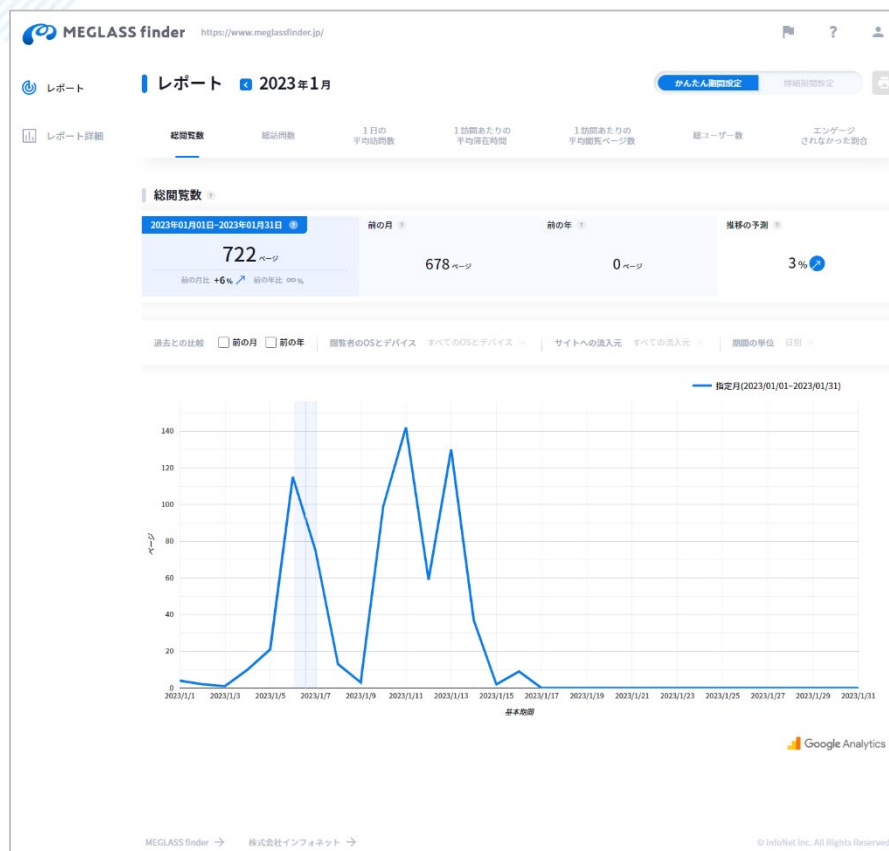 MEGLASS finder https://www.meglassfinder.jp/ ?
レポート
レポート詳細
レポート 2023年1月 かんたん期間設定 詳細期間設定
総閲覧数 総訪問数 1日の平均訪問数 1訪問あたりの平均滞在時間 1訪問あたりの平均閲覧ページ数 総ユーザー数 エンゲージされなかった割合
総閲覧数 ?
2023年01月01日~2023年01月31日 ? 前の月 ? 前の年 ? 推移の予測 ?
722 ページ 678 ページ 0 ページ 3 %
前の月比 +6% 前の年比 ∞%
過去との比較 前の月 前の年 閲覧者のOSとデバイス すべてのOSとデバイス サイトへの流入元 すべての流入元 期間の単位 日別
指定月(2023/01/01~2023/01/31)
140
120
100
80
60
40
20
0
ページ
2023/1/1 2023/1/3 2023/1/5 2023/1/7 2023/1/9 2023/1/11 2023/1/13 2023/1/15 2023/1/17 2023/1/19 2023/1/21 2023/1/23 2023/1/25 2023/1/27 2023/1/29 2023/1/31
基本期間
Google Analytics
MEGLASS finder → 株式会社インフォネット → © InfoNet Inc. All Rights Reserved